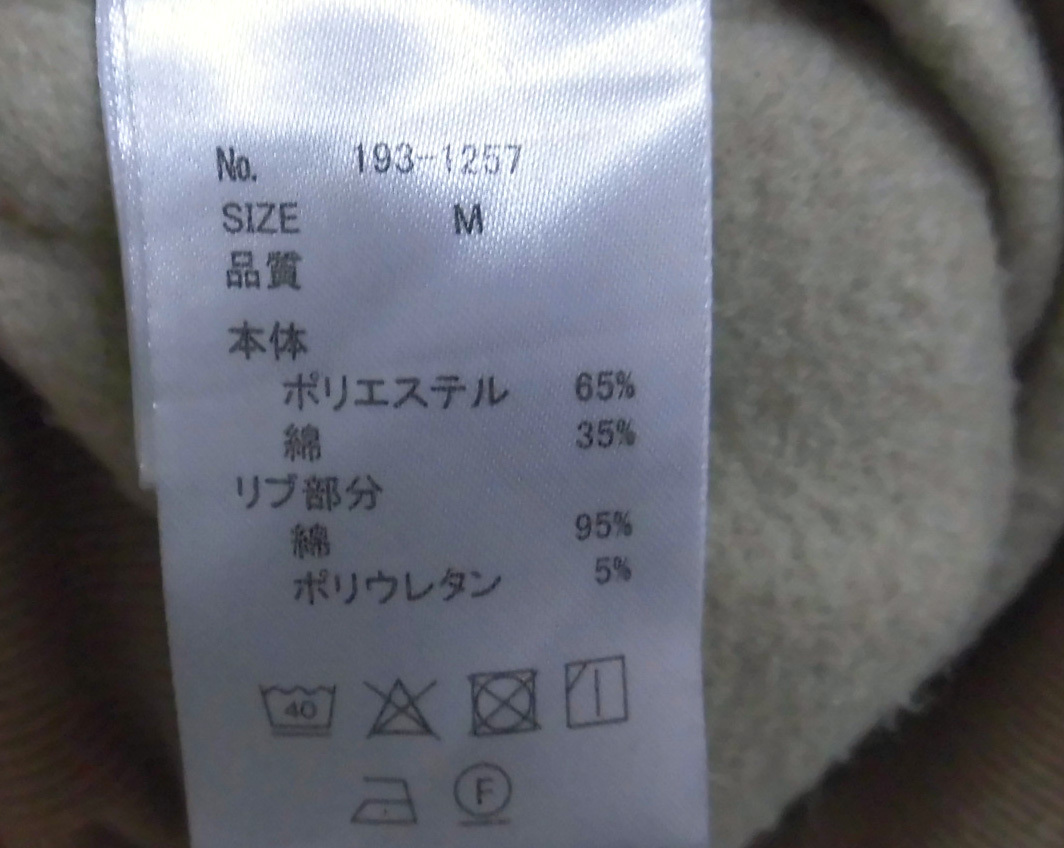 No. 193-1257
SIZE M
品質
本体
ポリエステル 65%
綿 35%
リブ部分
綿 95%
ポリウレタン 5%
40
F